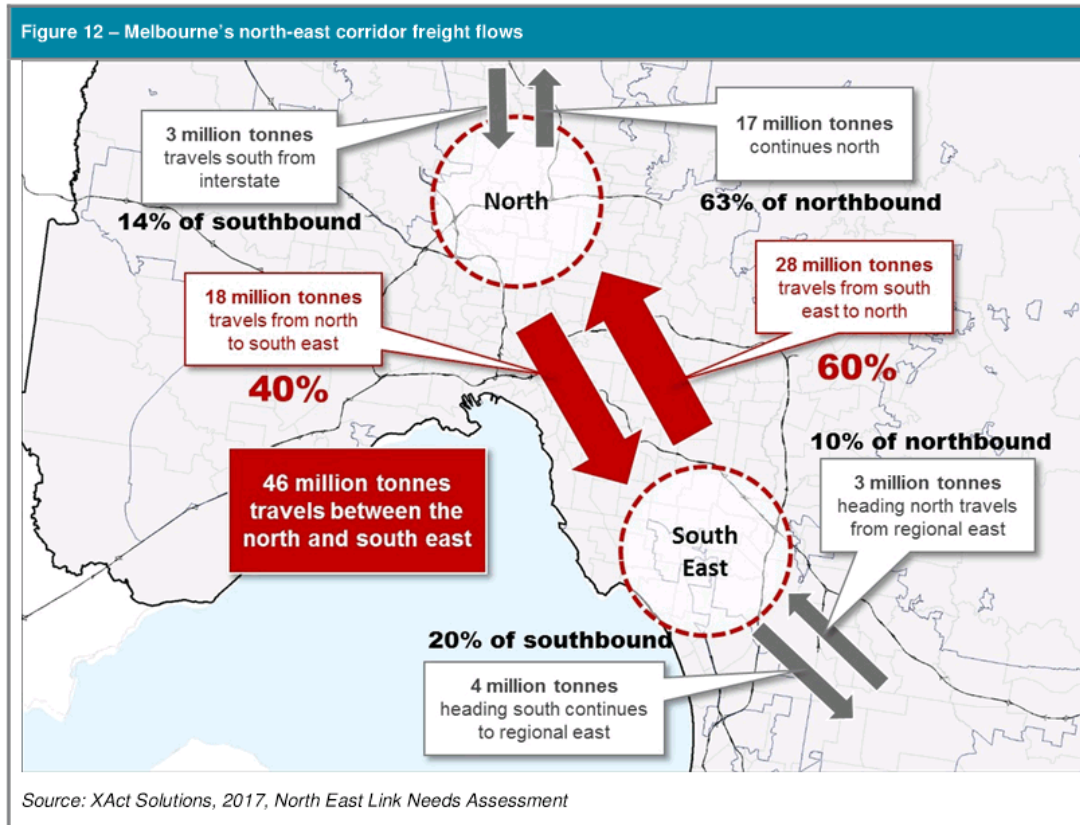 Figure 12 – Melbourne's north-east corridor freight flows
3 million tonnes
travels south from
interstate
17 million tonnes
continues north
North
14% of southbound
63% of northbound
18 million tonnes
travels from north
to south east
28 million tonnes
travels from south
east to north
40%
60%
46 million tonnes
travels between the
north and south east
10% of northbound
3 million tonnes
heading north travels
from regional east
South
East
20% of southbound
4 million tonnes
heading south continues
to regional east
Source: XAct Solutions, 2017, North East Link Needs Assessment